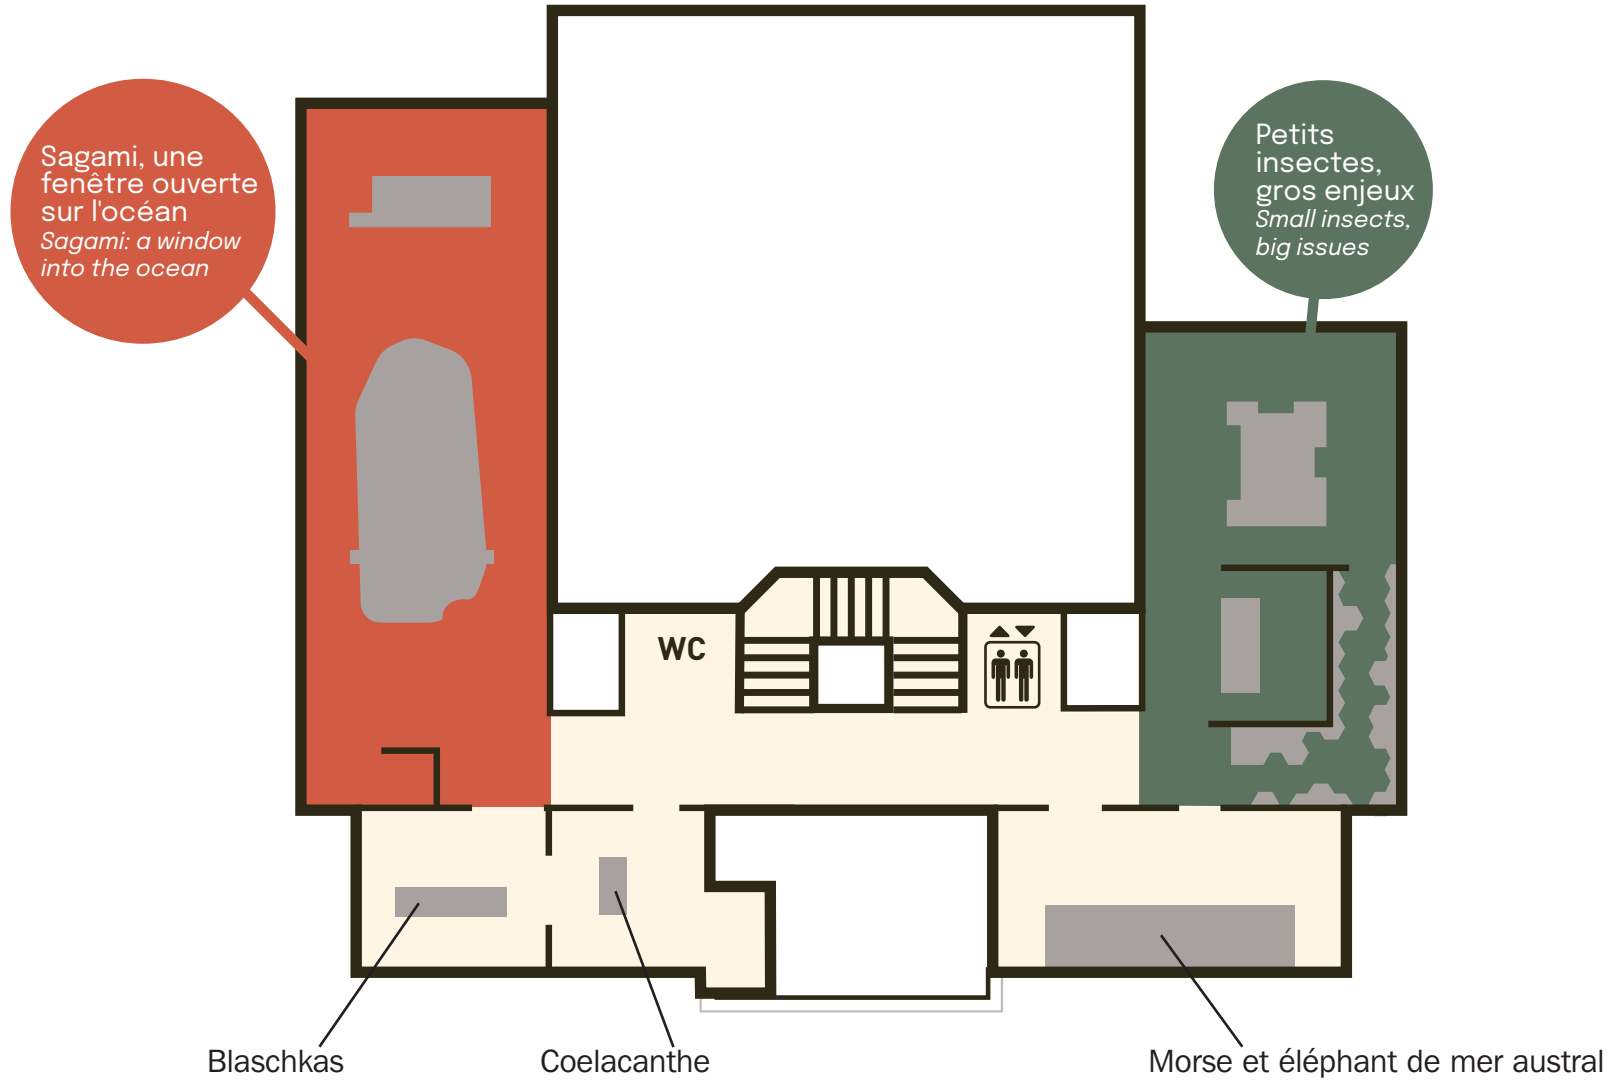 Sagami, une
fenêtre ouverte
sur l'océan
Sagami: a window
into the ocean
Petits
insectes,
gros enjeux
Small insects,
big issues
WC
Blaschkas
Coelacanthe
Morse et éléphant de mer austral